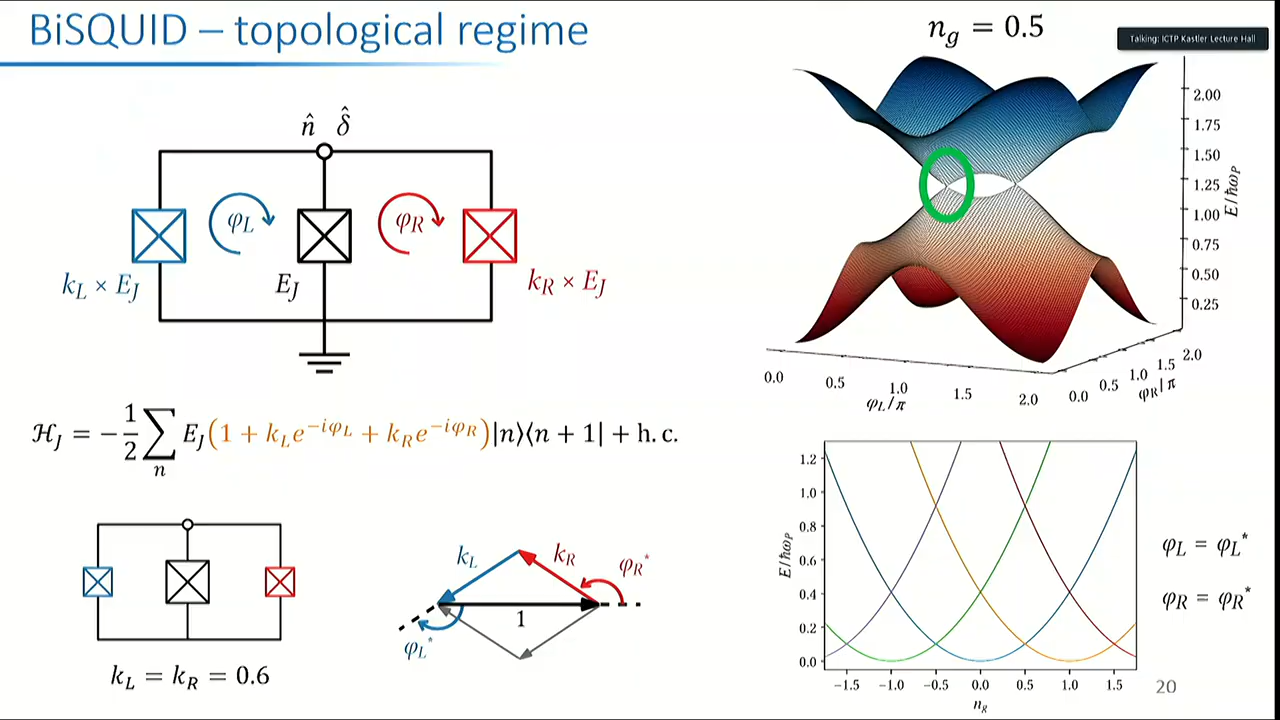 BiSQUID – topological regime
n_g = 0.5
Talking: ICTP Kastler Lecture Hall
n̂ δ̂
φ_L
φ_R
k_L × E_J
E_J
k_R × E_J
2.00
1.75
1.50
1.25
1.00
0.75
0.50
0.25
E/ħω_P
0.0 0.5 1.0 1.5 2.0
φ_L/π
0.0 0.5 1.0 1.5 2.0
φ_R/π
ℋ_J = −1/2 ∑_n E_J(1 + k_L e^{−iφ_L} + k_R e^{−iφ_R})|n⟩⟨n + 1| + h. c.
k_L = k_R = 0.6
k_L
k_R
φ_R*
1
φ_L*
1.2
1.0
0.8
0.6
0.4
0.2
0.0
E/ħω_P
−1.5 −1.0 −0.5 0.0 0.5 1.0 1.5
n_g
φ_L = φ_L*
φ_R = φ_R*
20